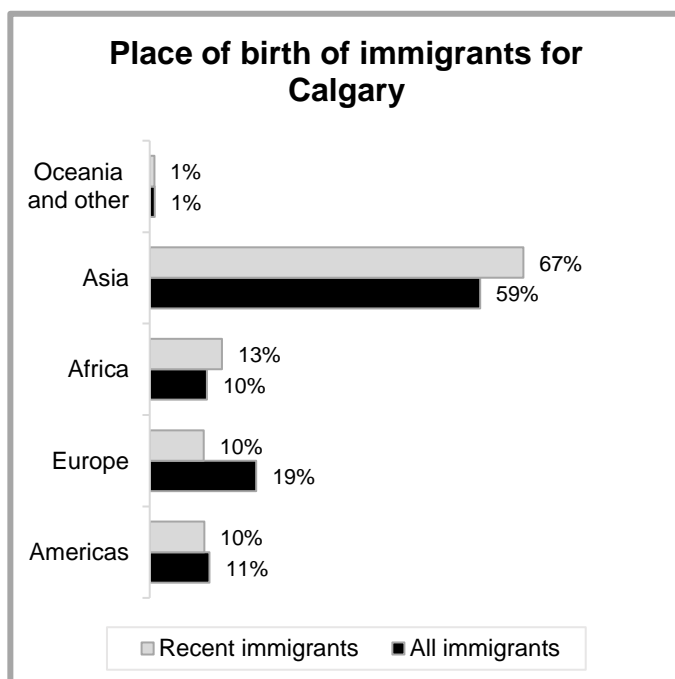 Place of birth of immigrants for
Calgary
Oceania
and other
1%
1%
Asia
67%
59%
Africa
13%
10%
Europe
10%
19%
Americas
10%
11%
Recent immigrants
All immigrants